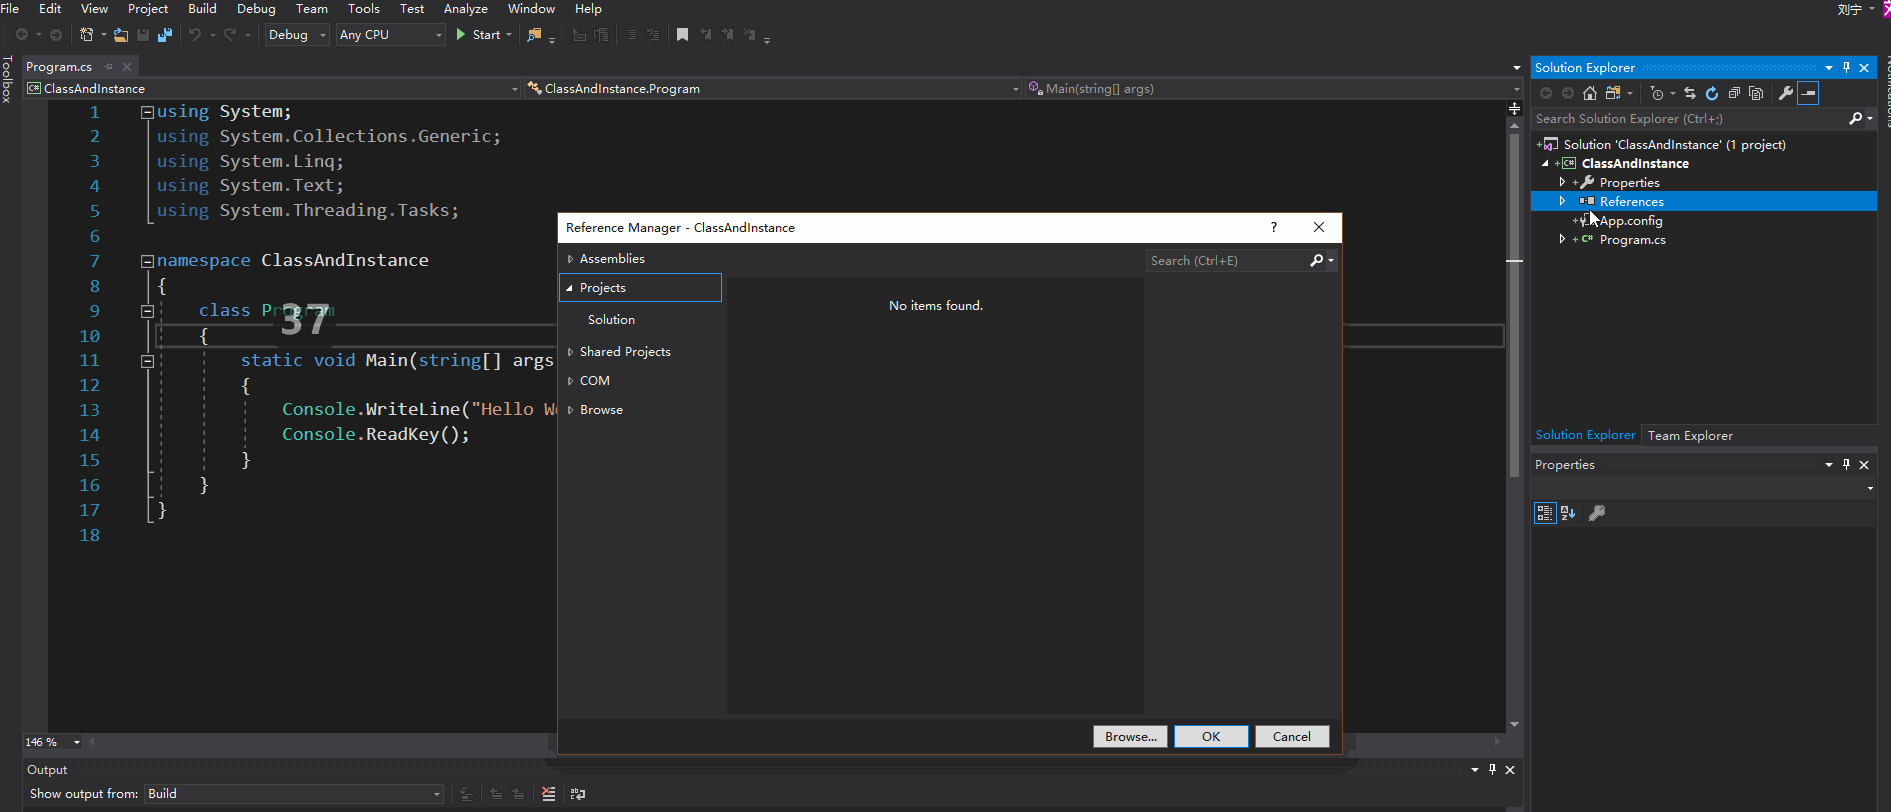 File Edit View Project Build Debug Team Tools Test Analyze Window Help
刘宁
Debug Any CPU Start
Toolbox
Program.cs
ClassAndInstance ClassAndInstance.Program Main(string[] args)
1 using System;
2 using System.Collections.Generic;
3 using System.Linq;
4 using System.Text;
5 using System.Threading.Tasks;
6
7 namespace ClassAndInstance
8 {
9 class Program
37
10 {
11 static void Main(string[] args
12 {
13 Console.WriteLine("Hello
14 Console.ReadKey();
15 }
16 }
17 }
18
146 %
Output
Show output from: Build
Reference Manager - ClassAndInstance ?
Assemblies
Search (Ctrl+E)
Projects
No items found.
Solution
Shared Projects
COM
Browse
Browse... OK Cancel
Solution Explorer
Search Solution Explorer (Ctrl+;)
Solution 'ClassAndInstance' (1 project)
ClassAndInstance
Properties
References
App.config
Program.cs
Solution Explorer Team Explorer
Properties